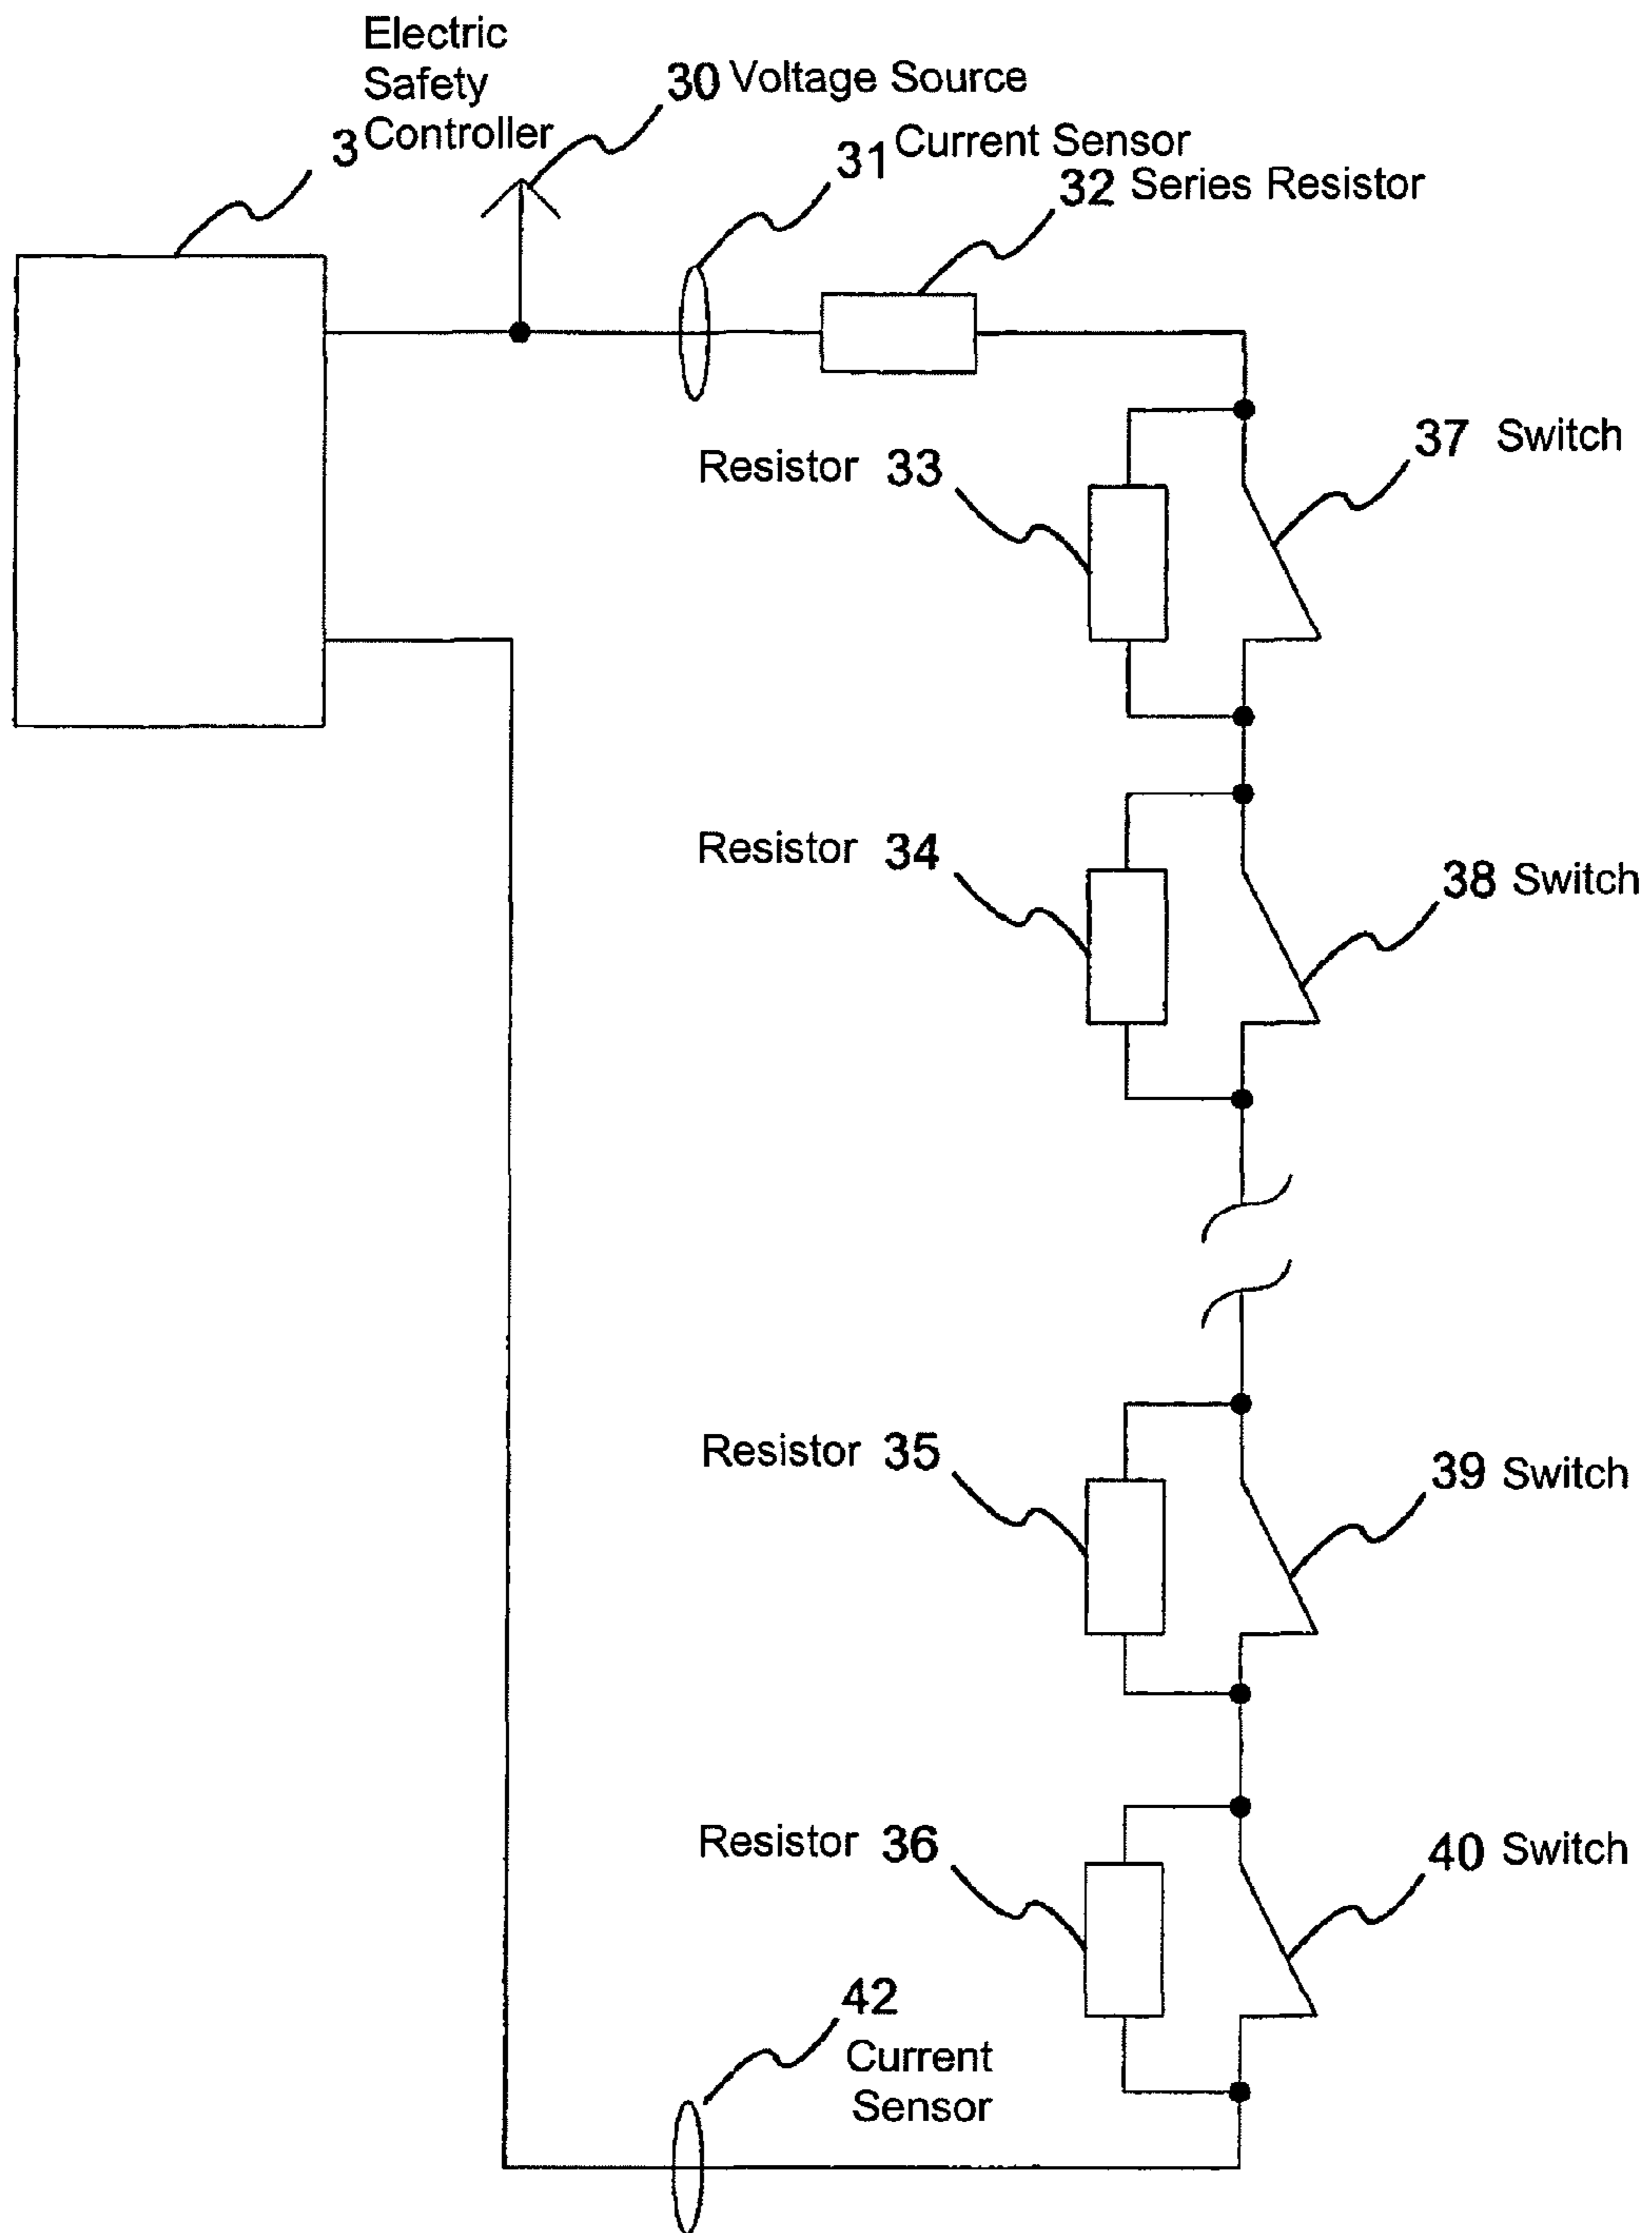 Electric
Safety
Controller
3
30 Voltage Source
31 Current Sensor
32 Series Resistor
Resistor 33
37 Switch
Resistor 34
38 Switch
Resistor 35
39 Switch
Resistor 36
40 Switch
42
Current
Sensor